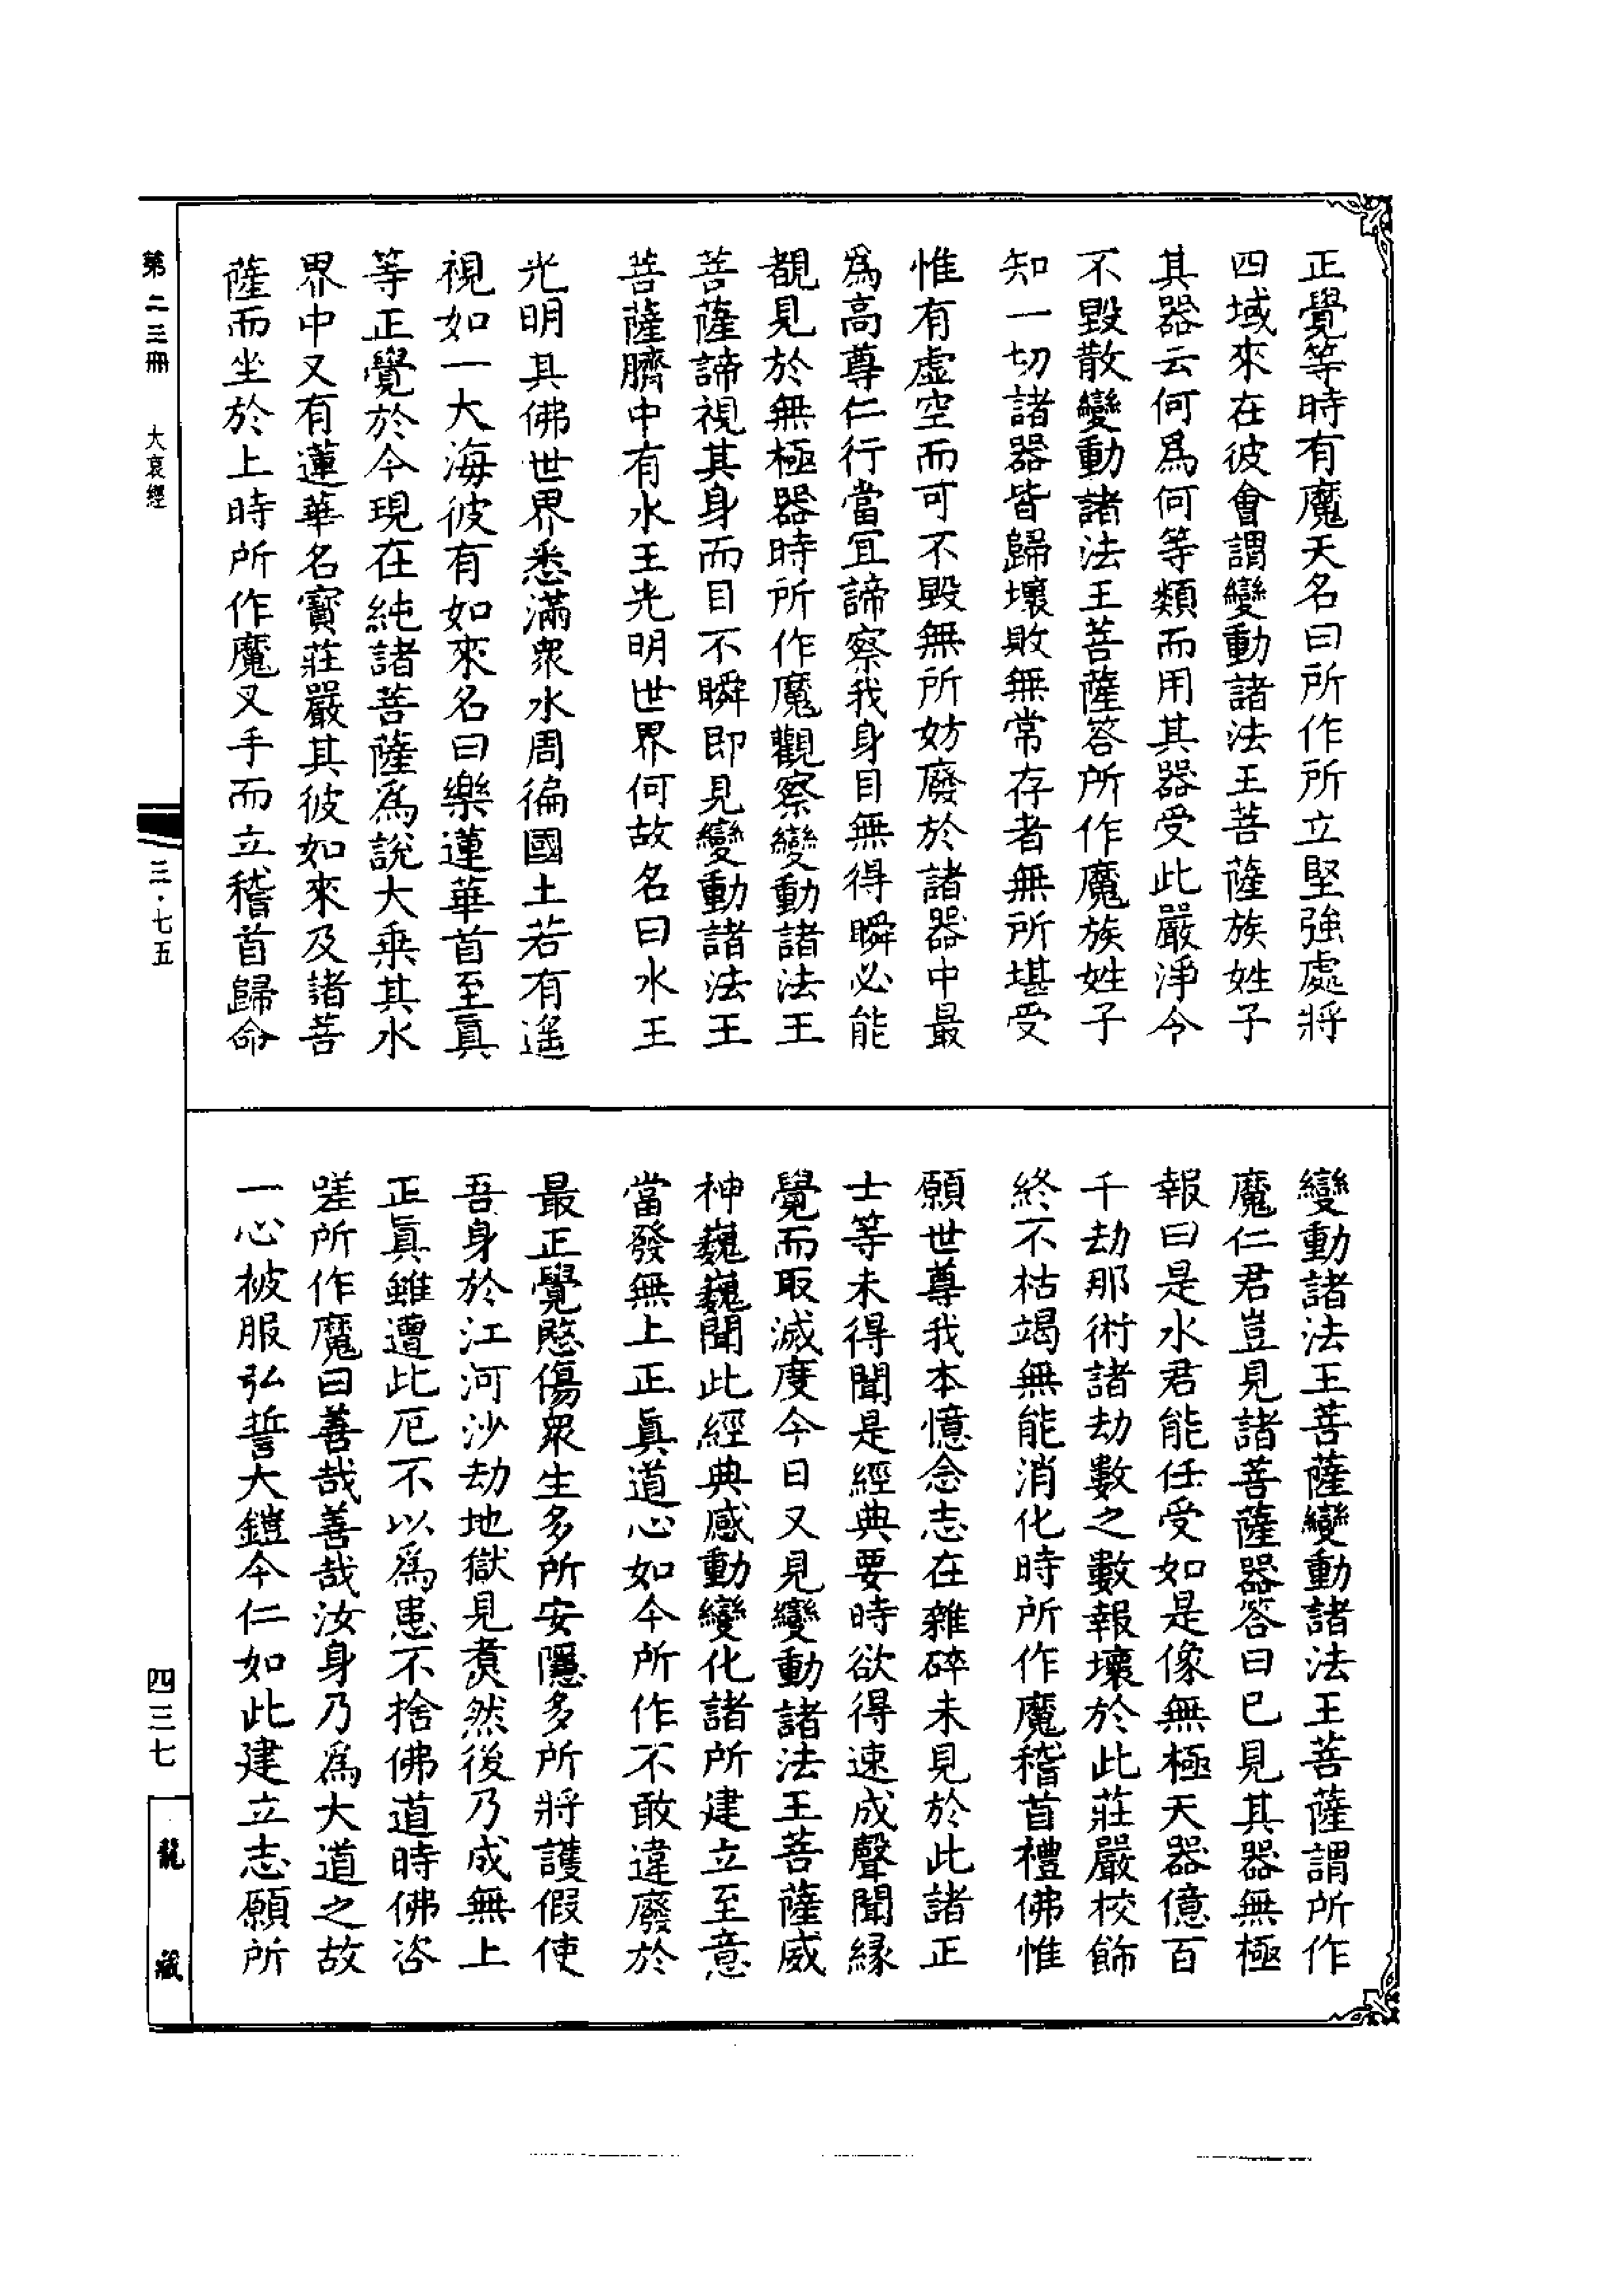 正覺等時有魔天名曰所作所立堅強處將
四域來在彼會謂變動諸法王菩薩族姓子
其器云何爲何等類而用其器受此嚴淨令
不毀散變動諸法王菩薩答所作魔族姓子
知一切諸器皆歸壞敗無常存者無所堪受
惟有虛空而可不毀無所妨廢於諸器中最
爲高尊仁行當宜諦察我身目無得瞬必能
覩見於無極器時所作魔觀察變動諸法王
菩薩諦視其身而目不瞬即見變動諸法王
菩薩臍中有水王光明世界何故名曰水王
光明其佛世界悉滿衆水周徧國土若有遥
視如一大海彼有如來名曰樂蓮華首至真
等正覺於今現在純諸菩薩爲說大乘其水
界中又有蓮華名寶莊嚴其彼如來及諸菩
薩而坐於上時所作魔叉手而立稽首歸命
變動諸法王菩薩變動諸法王菩薩謂所作
魔仁君豈見諸菩薩器答曰已見其器無極
報曰是水君能任受如是像無極天器億百
千劫那術諸劫數之數報壞於此莊嚴校飾
終不枯竭無能消化時所作魔稽首禮佛惟
願世尊我本憶念志在雜碎未見於此諸正
士等未得聞是經典要時欲得速成聲聞緣
覺而取滅度今日又見變動諸法王菩薩威
神巍巍聞此經典感動變化諸所建立至意
當發無上正真道心如今所作不敢違廢於
最正覺愍傷衆生多所安隱多所將護假使
吾身於江河沙劫地獄見煑然後乃成無上
正真雖遭此厄不以爲患不捨佛道時佛咨
嗟所作魔曰善哉善哉汝身乃爲大道之故
一心被服弘誓大鎧今仁如此建立志願所
第二三冊　大哀經
三·七五
四三七
龍藏